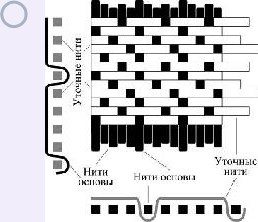 Уточные нити
Нити
основы
Нити основы
Уточные
нити